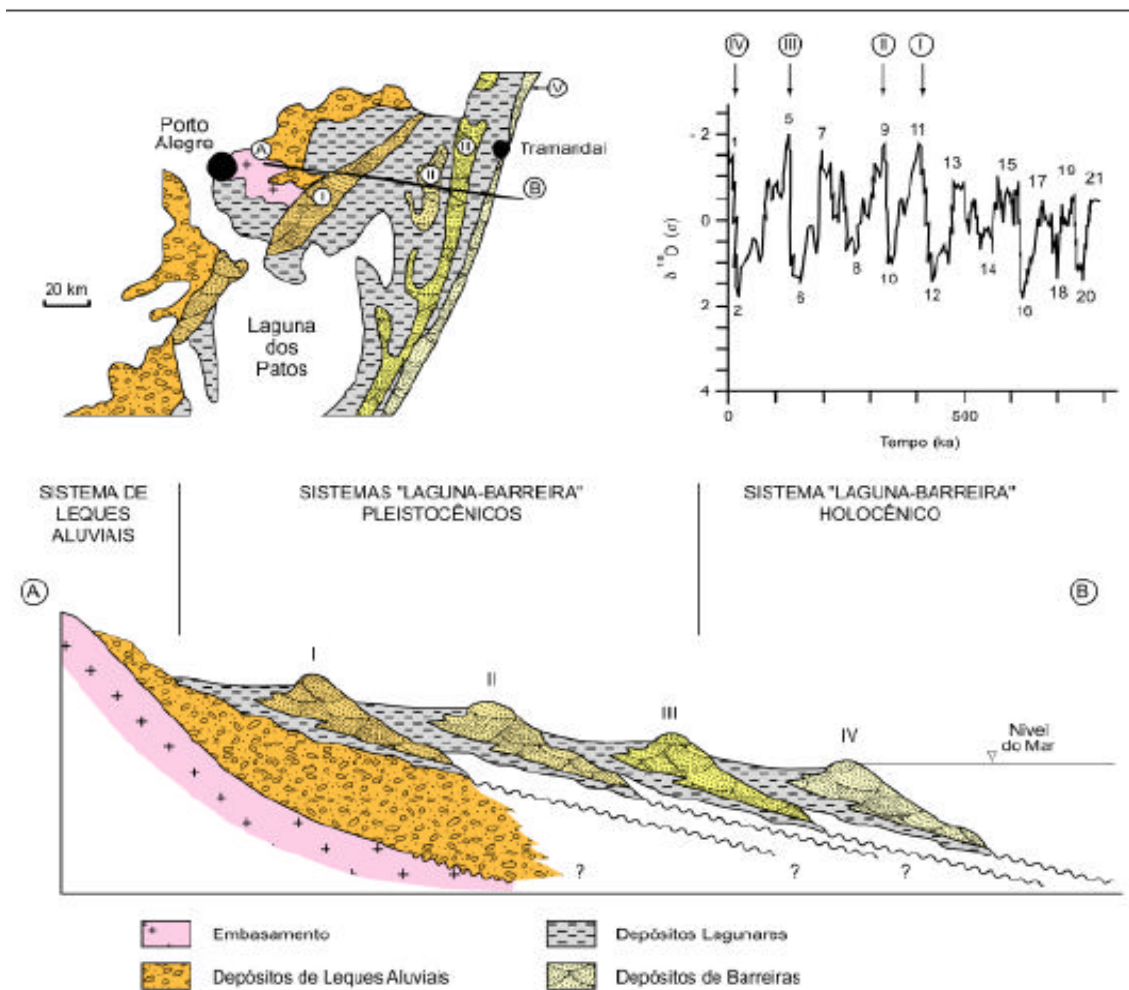 Porto
Alegre
A
Tramandaí
I
II
B
20 km
Laguna
dos
Patos
IV
III
II
I
- 2
0
2
4
1
5
7
9
11
13
15
17
19
21
2
6
8
10
12
14
16
18
20
0
500
Tempo (ka)
SISTEMA DE
LEQUES
ALUVIAIS
SISTEMAS "LAGUNA-BARREIRA"
PLEISTOCÊNICOS
SISTEMA "LAGUNA-BARREIRA"
HOLOCÊNICO
A
B
I
II
III
IV
Nível
do Mar
?
?
?
Embasamento
Depósitos de Leques Aluviais
Depósitos Lagunares
Depósitos de Barreiras